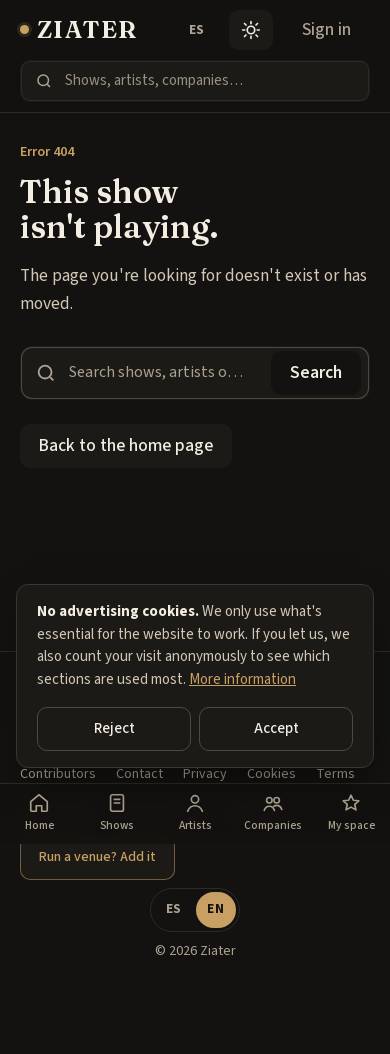 ZIATER
ES
Sign in
Shows, artists, companies…
Error 404
This show
isn't playing.
The page you're looking for doesn't exist or has
moved.
Search shows, artists o…
Search
Back to the home page
No advertising cookies. We only use what's
essential for the website to work. If you let us, we
also count your visit anonymously to see which
sections are used most. More information
Reject
Accept
Contributors
Contact
Privacy
Cookies
Terms
Home
Shows
Artists
Companies
My space
Run a venue? Add it
ES
EN
© 2026 Ziater